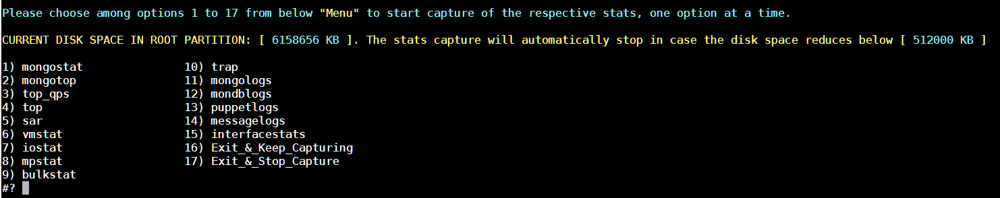 Please choose among options 1 to 17 from below "Menu" to start capture of the respective stats, one option at a time.
CURRENT DISK SPACE IN ROOT PARTITION: [ 6158656 KB ]. The stats capture will automatically stop in case the disk space reduces below [ 512000 KB ]
1) mongostat 10) trap
2) mongotop 11) mongologs
3) top_qps 12) mondblogs
4) top 13) puppetlogs
5) sar 14) messagelogs
6) vmstat 15) interfacestats
7) iostat 16) Exit_&_Keep_Capturing
8) mpstat 17) Exit_&_Stop_Capture
9) bulkstat
#?